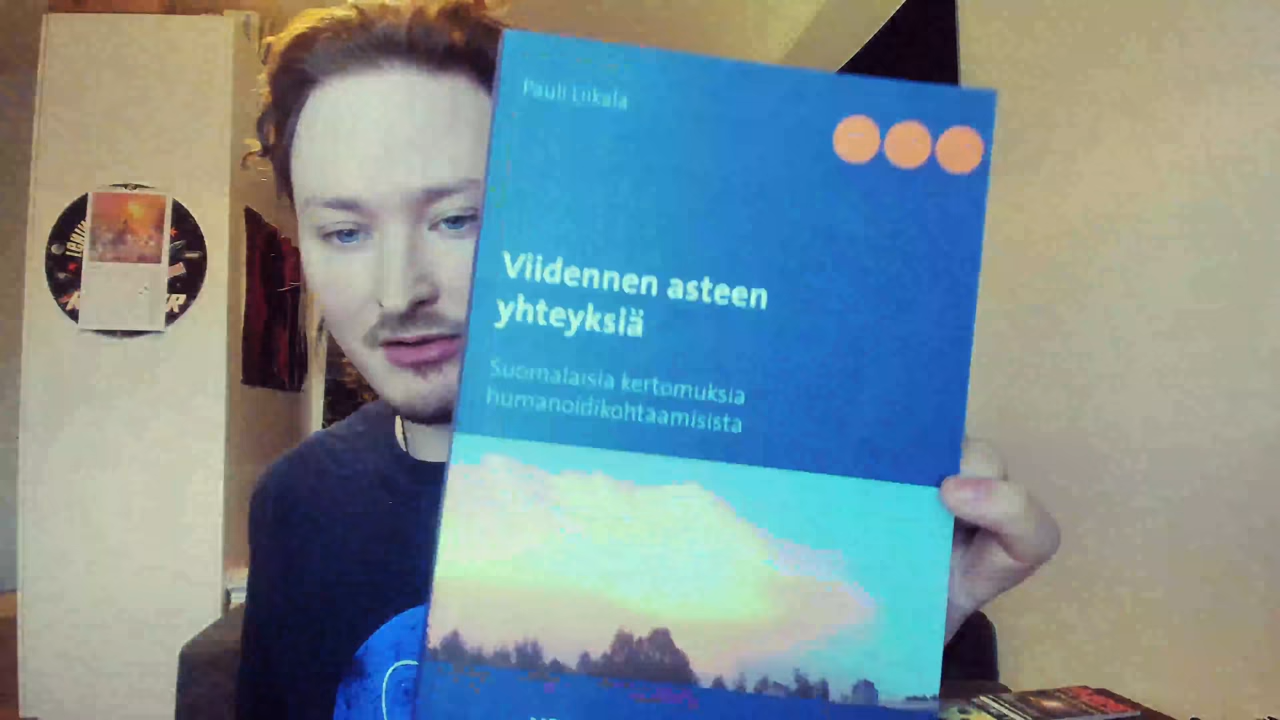 Pauli Liikala
Viidennen asteen
yhteyksiä
Suomalaisia kertomuksia
humanoidikohtaamisista